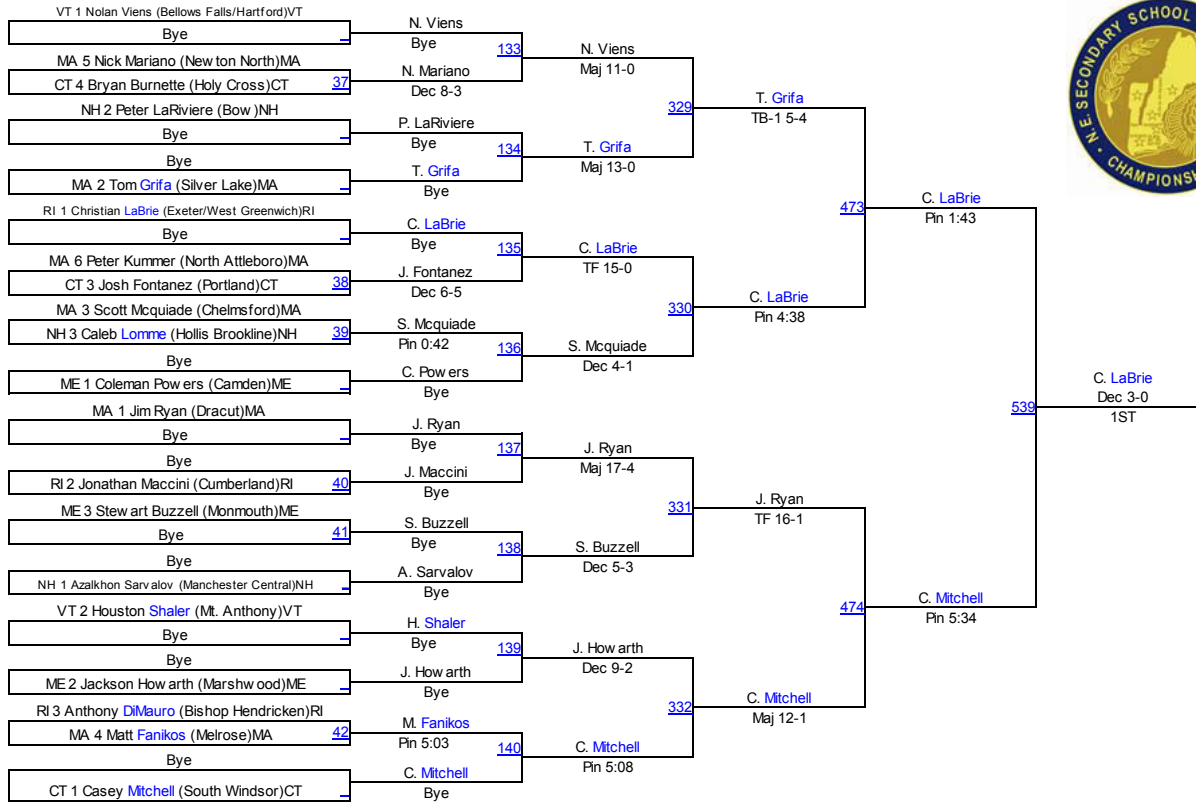 VT 1 Nolan Viens (Bellows Falls/Hartford)VT
Bye
MA 5 Nick Mariano (Newton North)MA
CT 4 Bryan Burnette (Holy Cross)CT
37
NH 2 Peter LaRiviere (Bow)NH
Bye
Bye
MA 2 Tom Grifa (Silver Lake)MA
RI 1 Christian LaBrie (Exeter/West Greenwich)RI
Bye
MA 6 Peter Kummer (North Attleboro)MA
CT 3 Josh Fontanez (Portland)CT
38
MA 3 Scott Mcquiade (Chelmsford)MA
NH 3 Caleb Lomme (Hollis Brookline)NH
39
Bye
ME 1 Coleman Powers (Camden)ME
MA 1 Jim Ryan (Dracut)MA
Bye
Bye
RI 2 Jonathan Maccini (Cumberland)RI
40
ME 3 Stewart Buzzell (Monmouth)ME
Bye
41
Bye
NH 1 Azalkhon Sarvalov (Manchester Central)NH
VT 2 Houston Shaler (Mt. Anthony)VT
Bye
Bye
ME 2 Jackson Howarth (Marshwood)ME
RI 3 Anthony DiMauro (Bishop Hendricken)RI
MA 4 Matt Fanikos (Melrose)MA
42
Bye
CT 1 Casey Mitchell (South Windsor)CT
N. Viens
Bye
133
N. Mariano
Dec 8-3
P. LaRiviere
Bye
134
T. Grifa
Bye
C. LaBrie
Bye
135
J. Fontanez
Dec 6-5
S. Mcquiade
Pin 0:42
136
C. Powers
Bye
J. Ryan
Bye
137
J. Maccini
Bye
S. Buzzell
Bye
138
A. Sarvalov
Bye
H. Shaler
Bye
139
J. Howarth
Bye
M. Fanikos
Pin 5:03
140
C. Mitchell
Bye
N. Viens
Maj 11-0
329
T. Grifa
Maj 13-0
C. LaBrie
TF 15-0
330
S. Mcquiade
Dec 4-1
J. Ryan
Maj 17-4
331
S. Buzzell
Dec 5-3
J. Howarth
Dec 9-2
332
C. Mitchell
Pin 5:08
T. Grifa
TB-1 5-4
473
C. LaBrie
Pin 4:38
J. Ryan
TF 16-1
474
C. Mitchell
Maj 12-1
C. LaBrie
Pin 1:43
539
C. Mitchell
Pin 5:34
C. LaBrie
Dec 3-0
1ST
N.E. SECONDARY SCHOOL
CHAMPIONSH